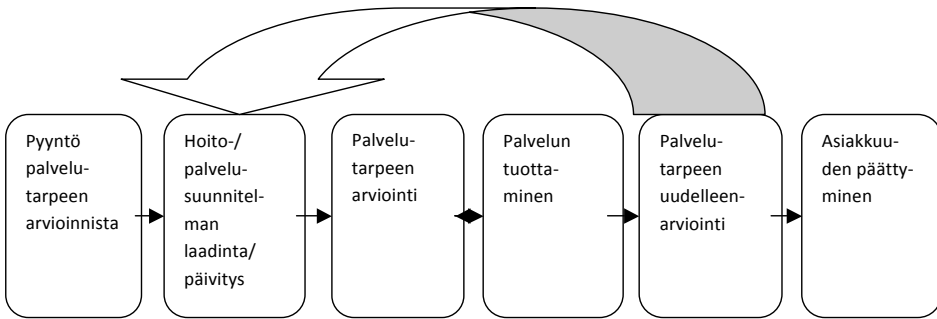 Pyyntö
palvelu-
tarpeen
arvioinnista
Hoito-/
palvelu-
suunnitel-
man
laadinta/
päivitys
Palvelu-
tarpeen
arviointi
Palvelun
tuotta-
minen
Palvelu-
tarpeen
uudelleen-
arviointi
Asiakkuu-
den päätty-
minen